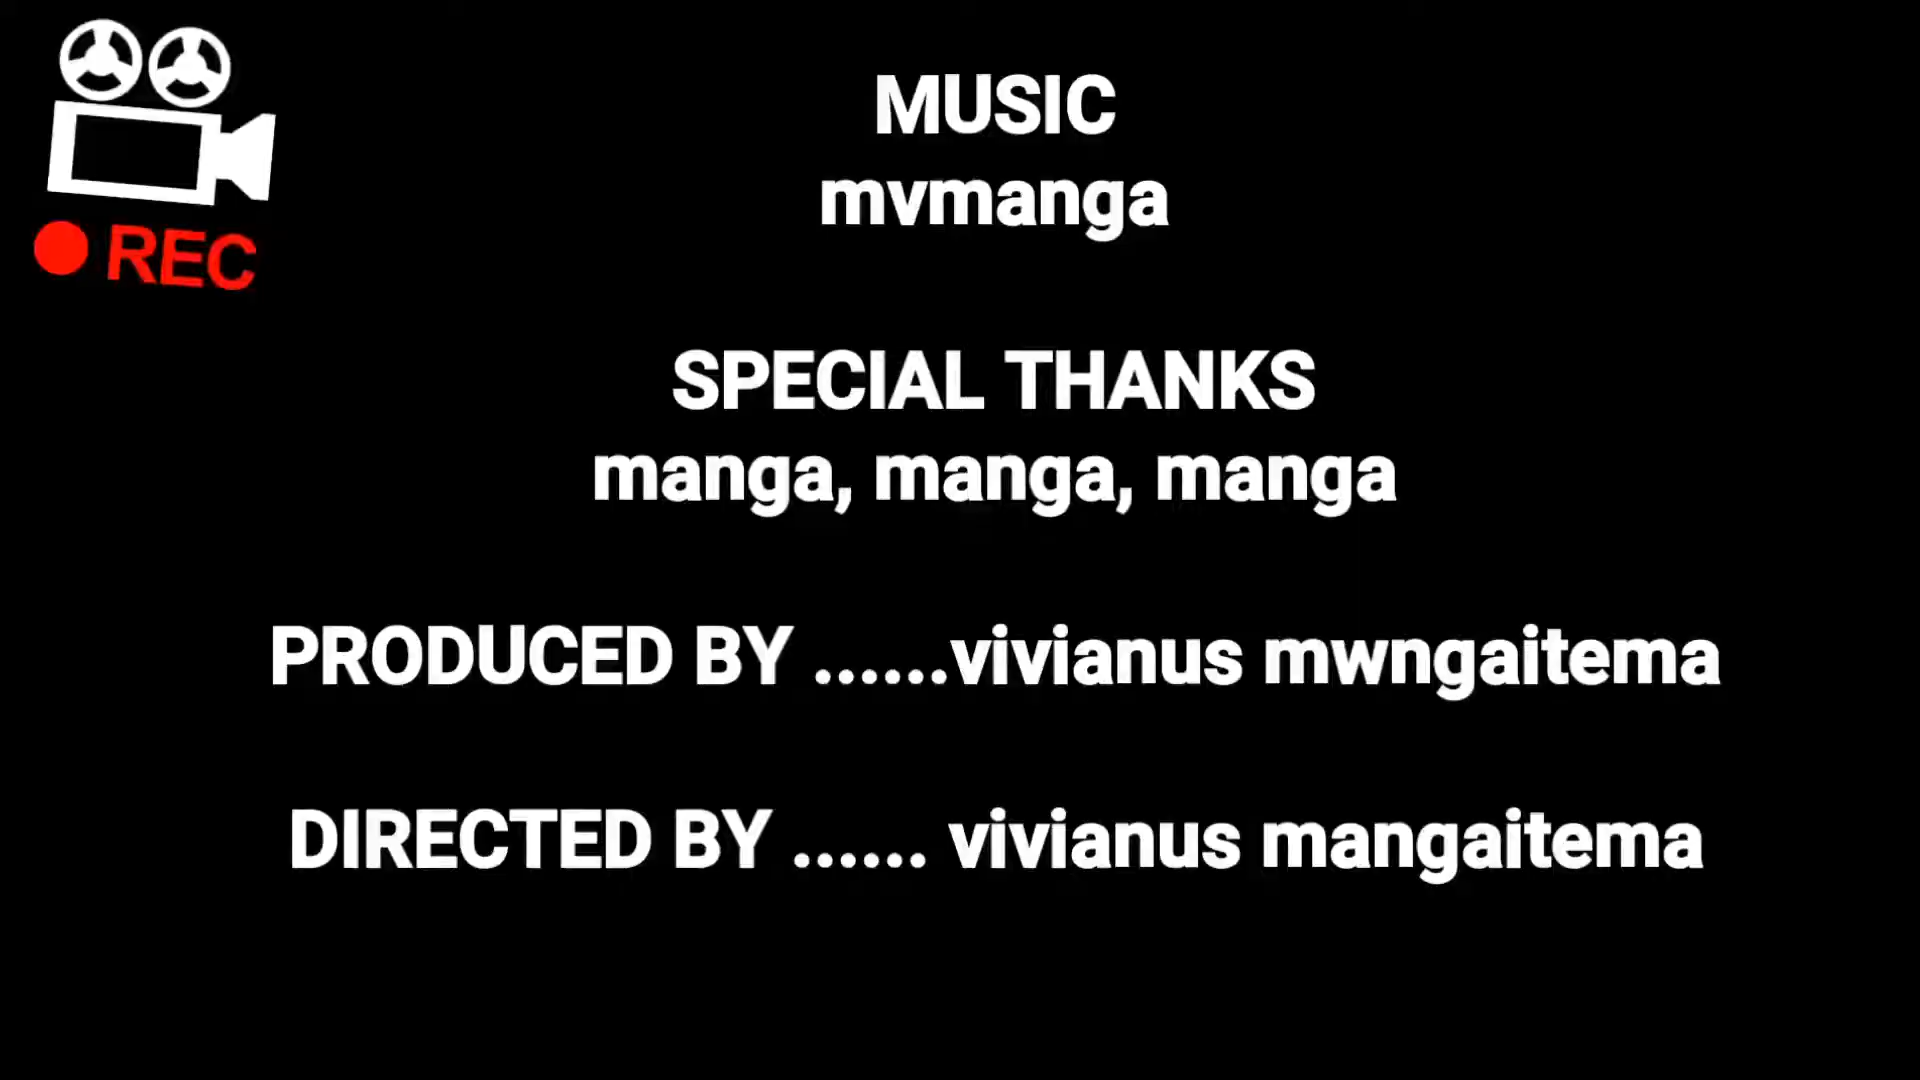 REC
MUSIC
mvmanga
SPECIAL THANKS
manga, manga, manga
PRODUCED BY ......vivianus mwngaitema
DIRECTED BY ...... vivianus mangaitema